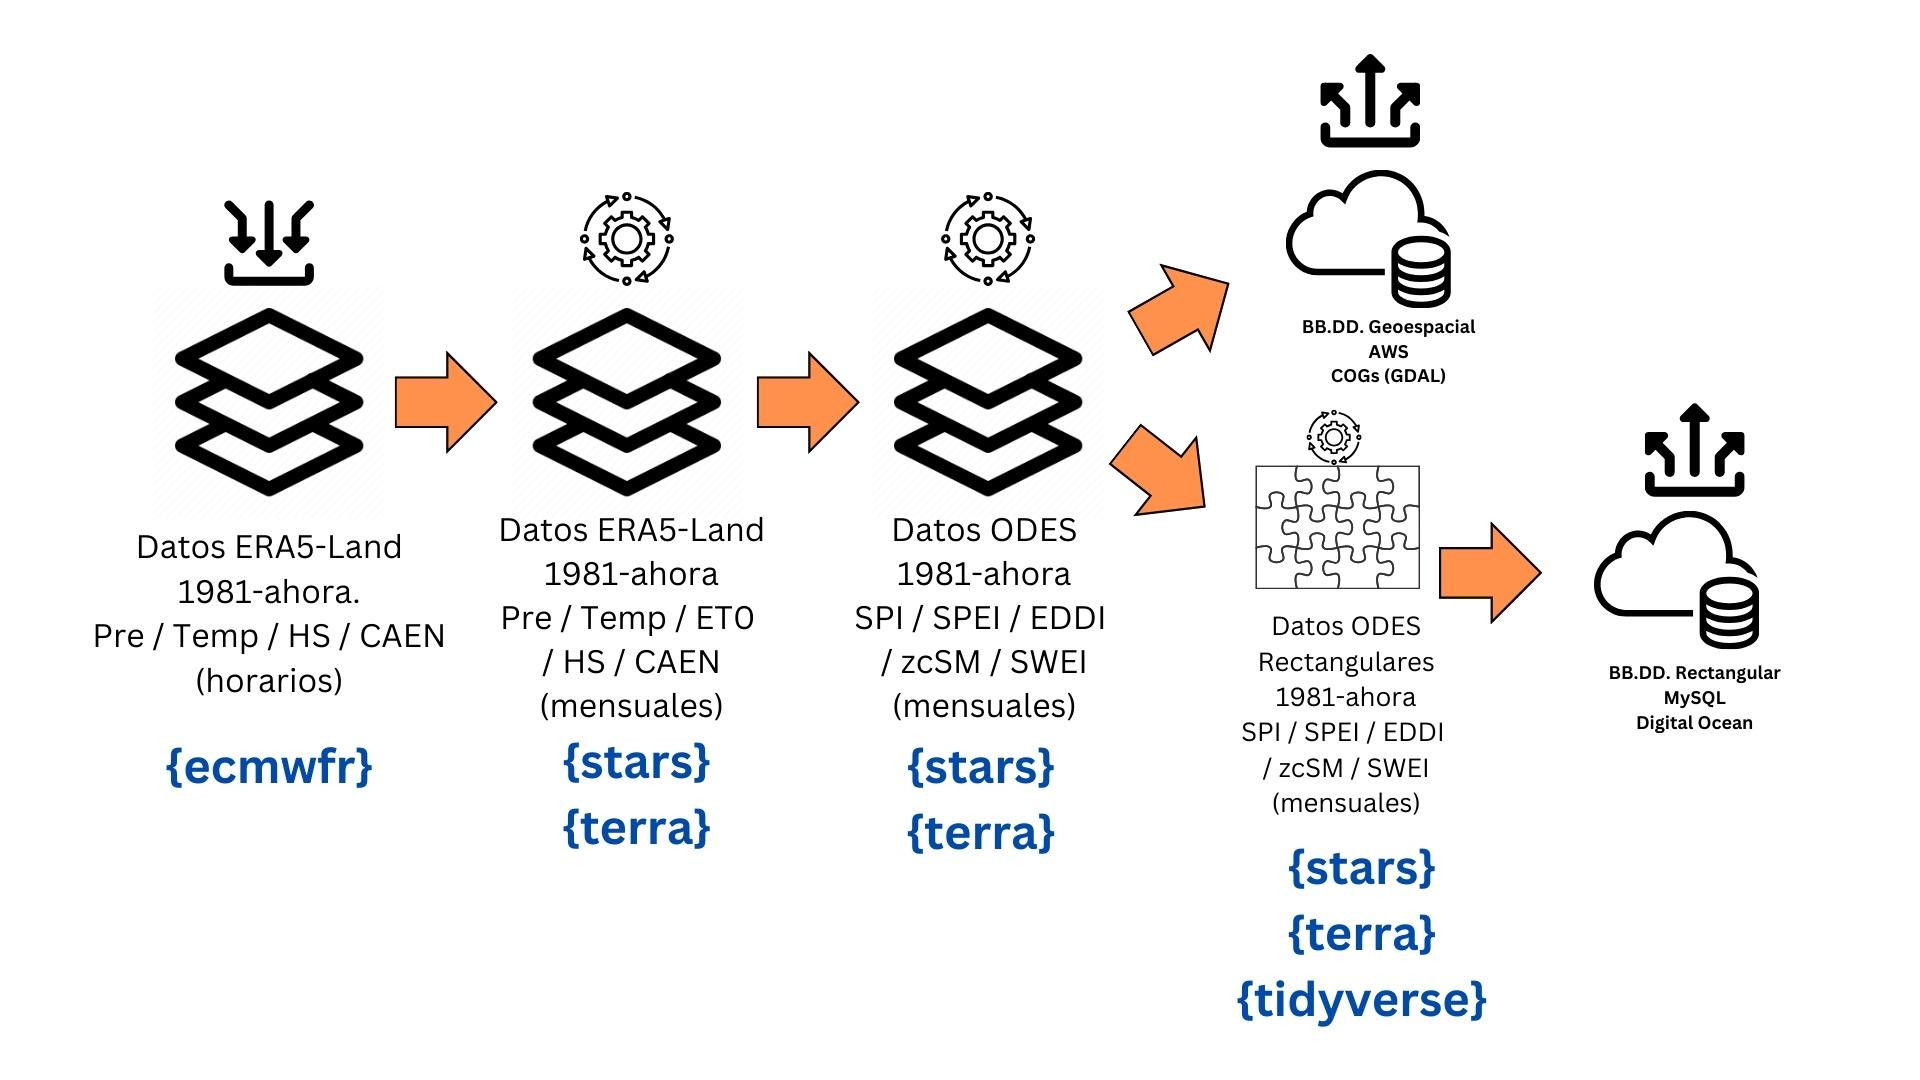 Datos ERA5-Land
1981-ahora.
Pre / Temp / HS / CAEN
(horarios)
{ecmwfr}
Datos ERA5-Land
1981-ahora
Pre / Temp / ET0
/ HS / CAEN
(mensuales)
{stars}
{terra}
Datos ODES
1981-ahora
SPI / SPEI / EDDI
/ zcSM / SWEI
(mensuales)
{stars}
{terra}
BB.DD. Geoespacial
AWS
COGs (GDAL)
Datos ODES
Rectangulares
1981-ahora
SPI / SPEI / EDDI
/ zcSM / SWEI
(mensuales)
{stars}
{terra}
{tidyverse}
BB.DD. Rectangular
MySQL
Digital Ocean